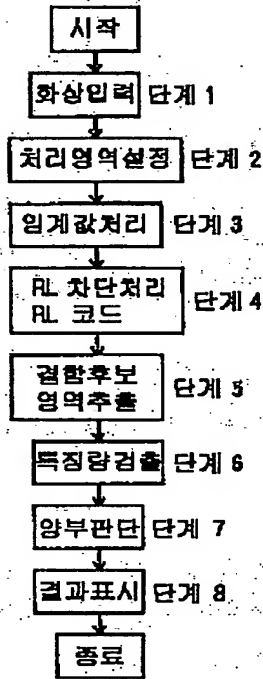 시작
화상입력 단계 1
처리영역설정 단계 2
임계값처리 단계 3
RL 차단처리
RL 코드
단계 4
결함후보
영역추출
단계 5
특징량검출 단계 6
양부판단 단계 7
결과표시 단계 8
종료